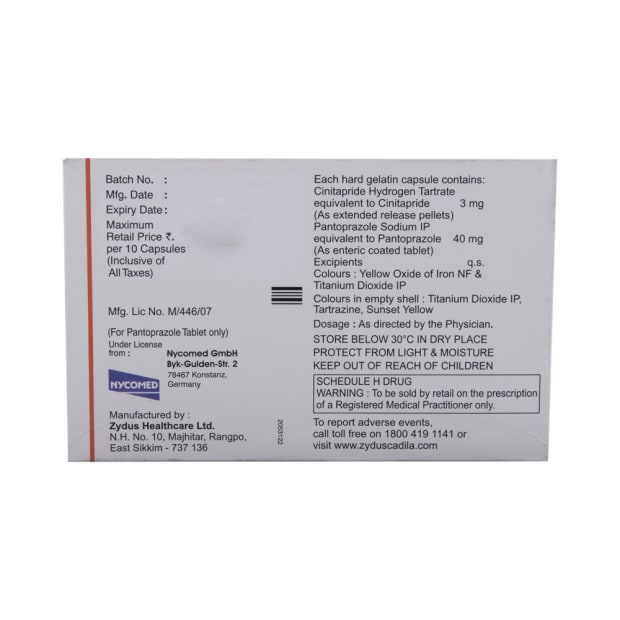 Batch No. :
Mfg. Date :
Expiry Date :
Maximum
Retail Price ₹.
per 10 Capsules
(Inclusive of
All Taxes)
Mfg. Lic No. M/446/07
(For Pantoprazole Tablet only)
Under License
from :
Nycomed GmbH
Byk-Gulden-Str. 2
78467 Konstanz,
Germany
NYCOMED
Manufactured by :
Zydus Healthcare Ltd.
N.H. No. 10, Majhitar, Rangpo,
East Sikkim - 737 136
2053122
Each hard gelatin capsule contains:
Cinitapride Hydrogen Tartrate
equivalent to Cinitapride 3 mg
(As extended release pellets)
Pantoprazole Sodium IP
equivalent to Pantoprazole 40 mg
(As enteric coated tablet)
Excipients q.s.
Colours : Yellow Oxide of Iron NF &
Titanium Dioxide IP
Colours in empty shell : Titanium Dioxide IP,
Tartrazine, Sunset Yellow
Dosage : As directed by the Physician.
STORE BELOW 30°C IN DRY PLACE
PROTECT FROM LIGHT & MOISTURE
KEEP OUT OF REACH OF CHILDREN
SCHEDULE H DRUG
WARNING : To be sold by retail on the prescription
of a Registered Medical Practitioner only.
To report adverse events,
call toll free on 1800 419 1141 or
visit www.zyduscadila.com